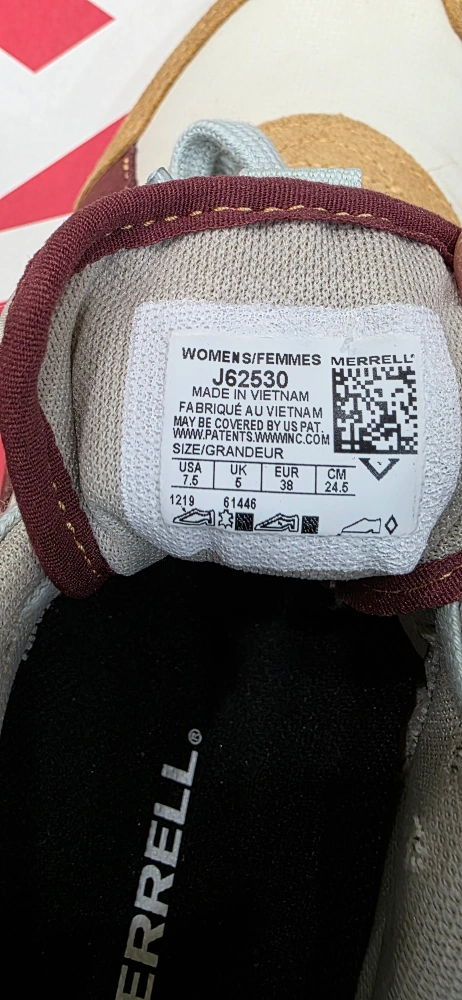 WOMENS/FEMMES MERRELL
J62530
MADE IN VIETNAM
FABRIQUÉ AU VIETNAM
MAY BE COVERED BY US PAT.
WWW.PATENTS.WWWINC.COM
SIZE/GRANDEUR
USA UK EUR CM
7.5 5 38 24.5
1219 61446
MERRELL®